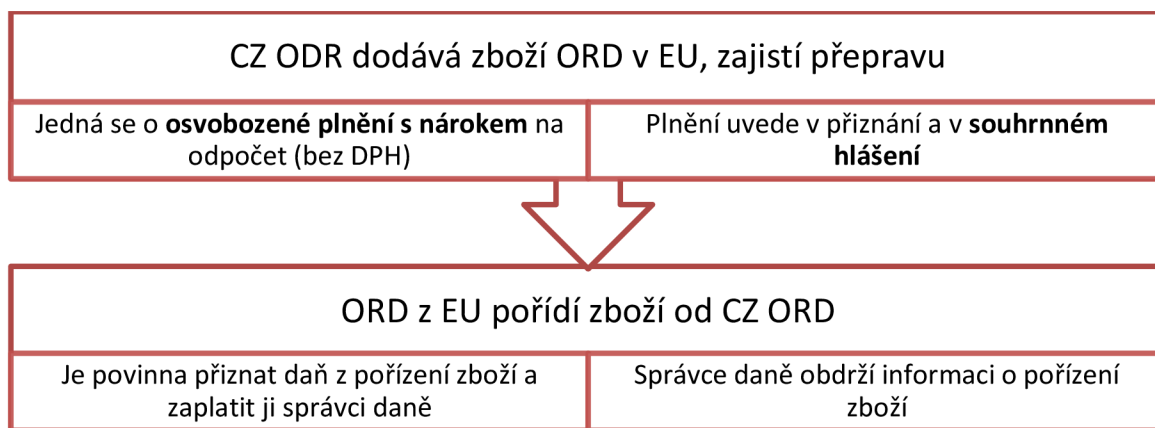 CZ ODR dodává zboží ORD v EU, zajistí přepravu
Jedná se o osvobozené plnění s nárokem na
odpočet (bez DPH)
Plnění uvede v přiznání a v souhrnném
hlášení
ORD z EU pořídí zboží od CZ ORD
Je povinna přiznat daň z pořízení zboží a
zaplatit ji správci daně
Správce daně obdrží informaci o pořízení
zboží